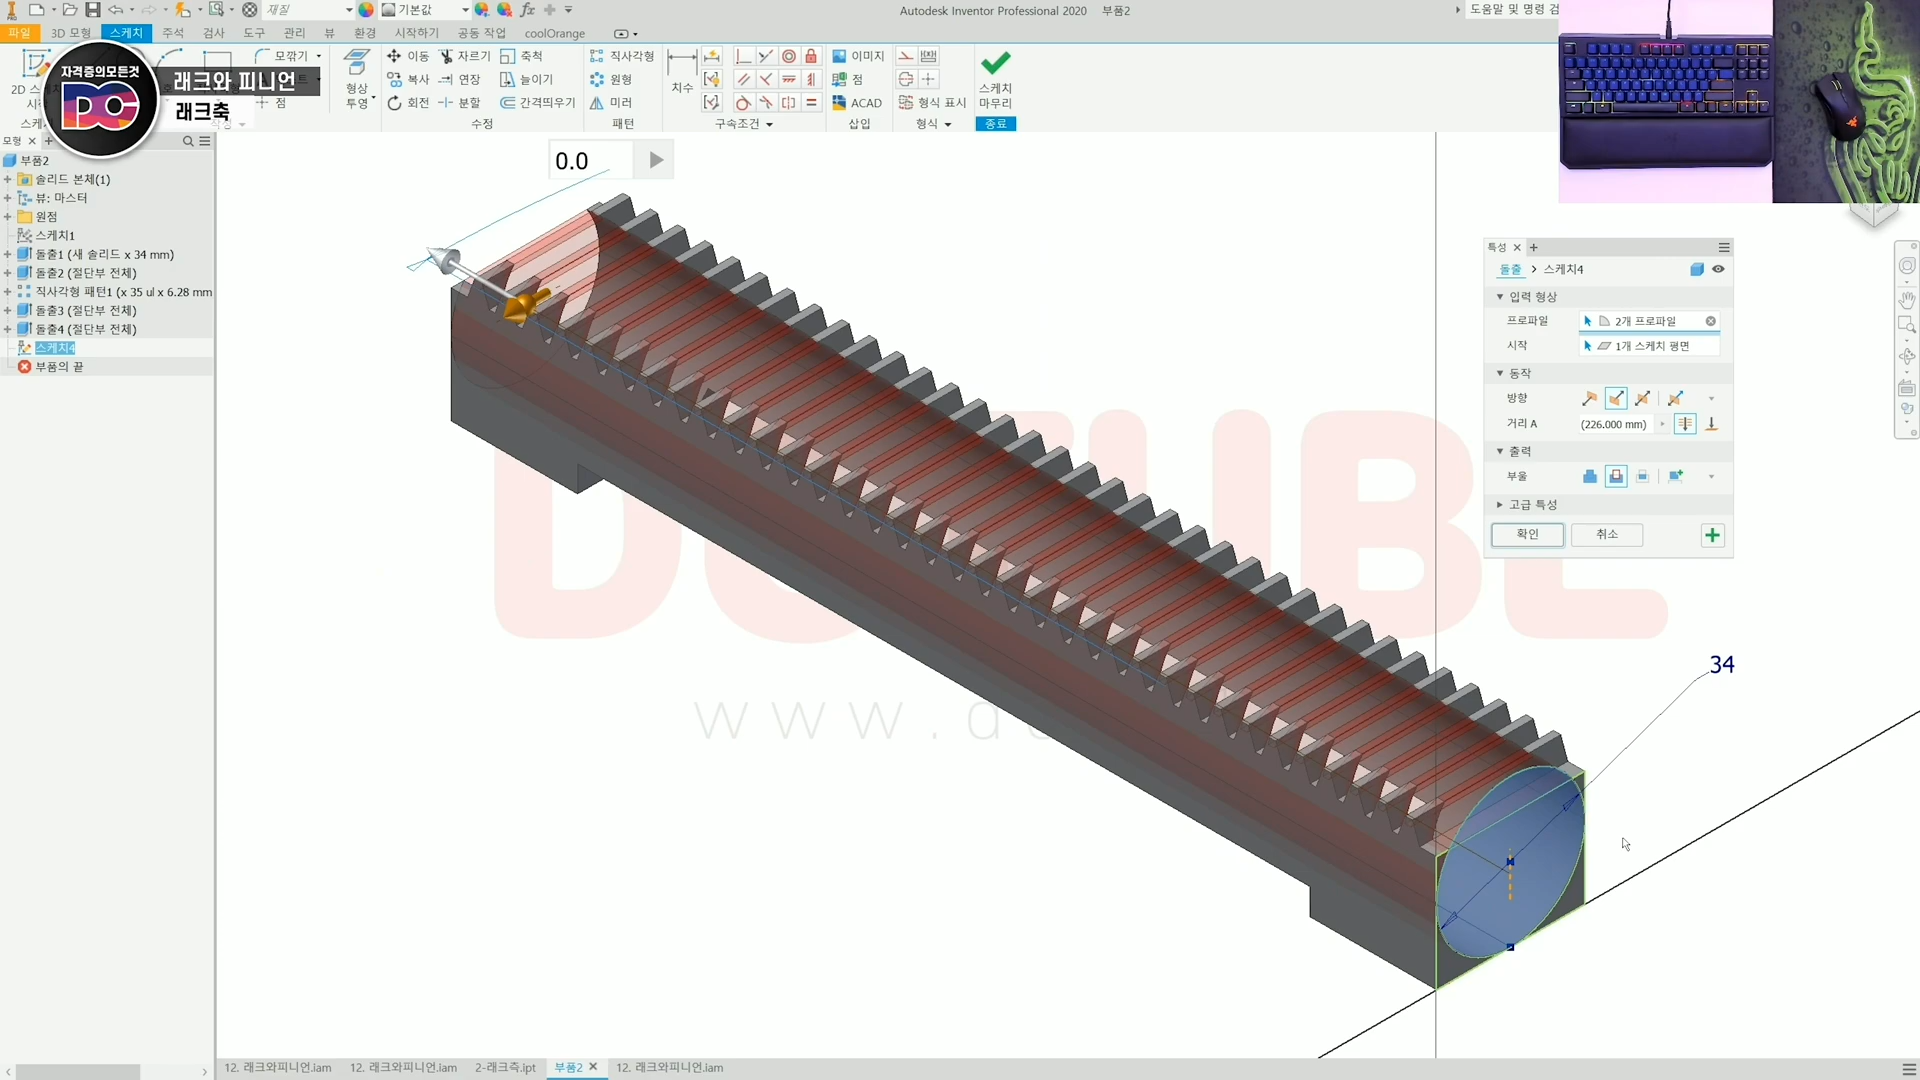 재질
기본값
Autodesk Inventor Professional 2020 부품2
도움말 및 명령 검
파일 3D 모형 스케치 주석 검사 도구 관리 뷰 환경 시작하기 공동 작업 coolOrange
자격증의모든것
래크와 피니언
래크축
모깎기 이동 자르기 축척 직사각형 이미지
복사 연장 늘이기 원형 점
점 회전 분할 간격띄우기 미러 ACAD 형식 표시
형상
투영
치수
스케치
마무리
수정 패턴 구속조건 삽입 형식 종료
모형
부품2
솔리드 본체(1)
뷰: 마스터
원점
스케치1
돌출1 (새 솔리드 x 34 mm)
돌출2 (절단부 전체)
직사각형 패턴1 (x 35 ul x 6.28 mm
돌출3 (절단부 전체)
돌출4 (절단부 전체)
스케치4
부품의 끝
0.0
특성
돌출 > 스케치4
입력 형상
프로파일 2개 프로파일
시작 1개 스케치 평면
동작
방향
거리 A (226.000 mm)
출력
부울
고급 특성
확인 취소
34
www.d
12. 래크와피니언.iam 12. 래크와피니언.iam 2-래크축.ipt 부품2 12. 래크와피니언.iam